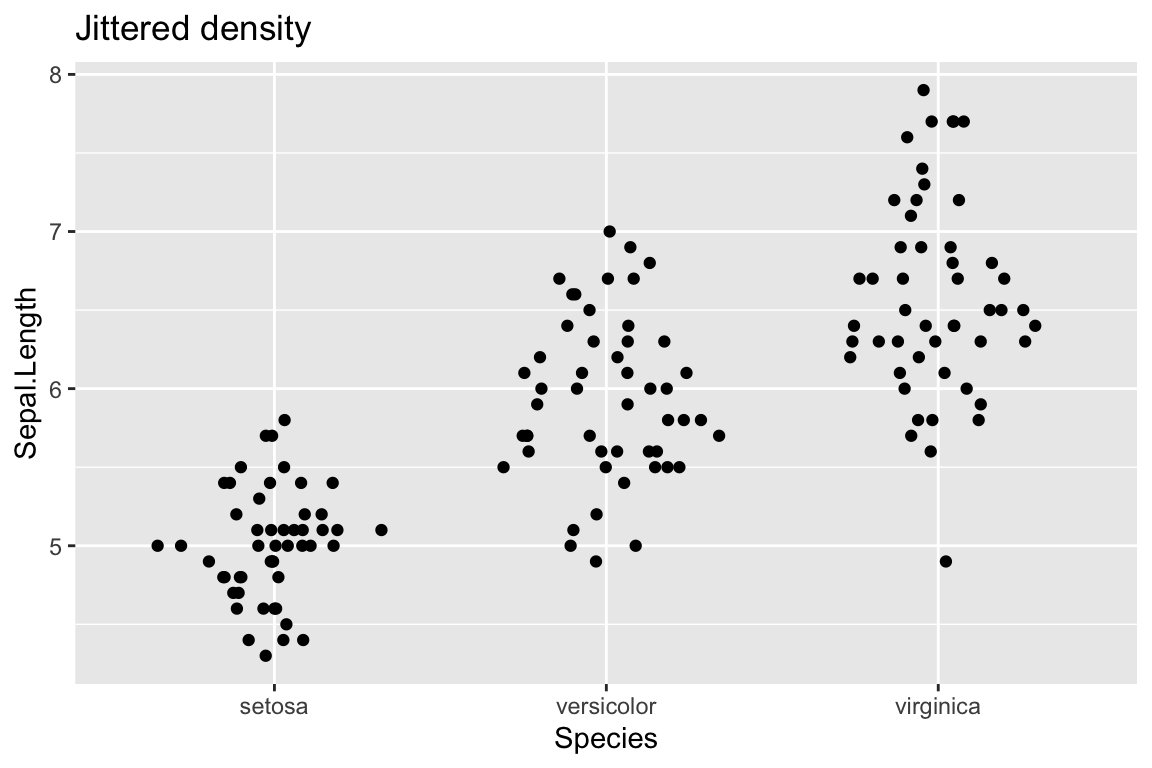 Jittered density
8
7
6
5
Sepal.Length
setosa versicolor virginica
Species